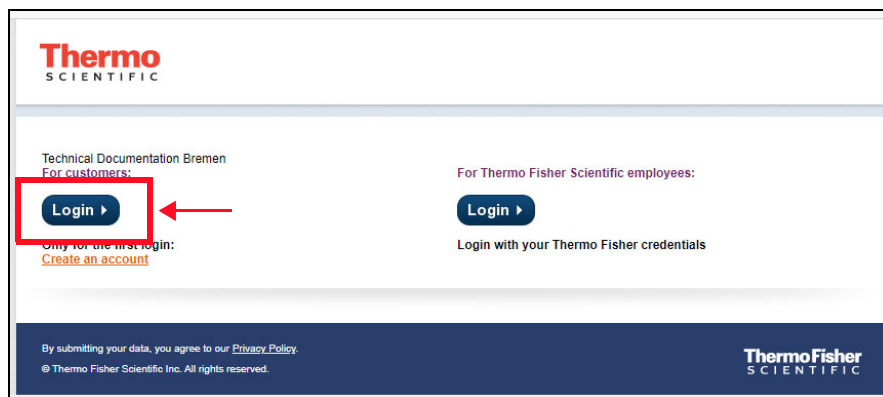 Thermo
SCIENTIFIC
Technical Documentation Bremen
For customers:
Login
Only for the first login:
Create an account
For Thermo Fisher Scientific employees:
Login
Login with your Thermo Fisher credentials
By submitting your data, you agree to our Privacy Policy.
© Thermo Fisher Scientific Inc. All rights reserved.
ThermoFisher
SCIENTIFIC